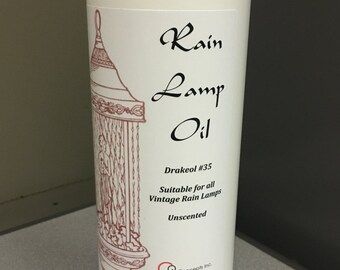 Rain
Lamp
Oil
Drakeol #35
Suitable for all
Vintage Rain Lamps
Unscented